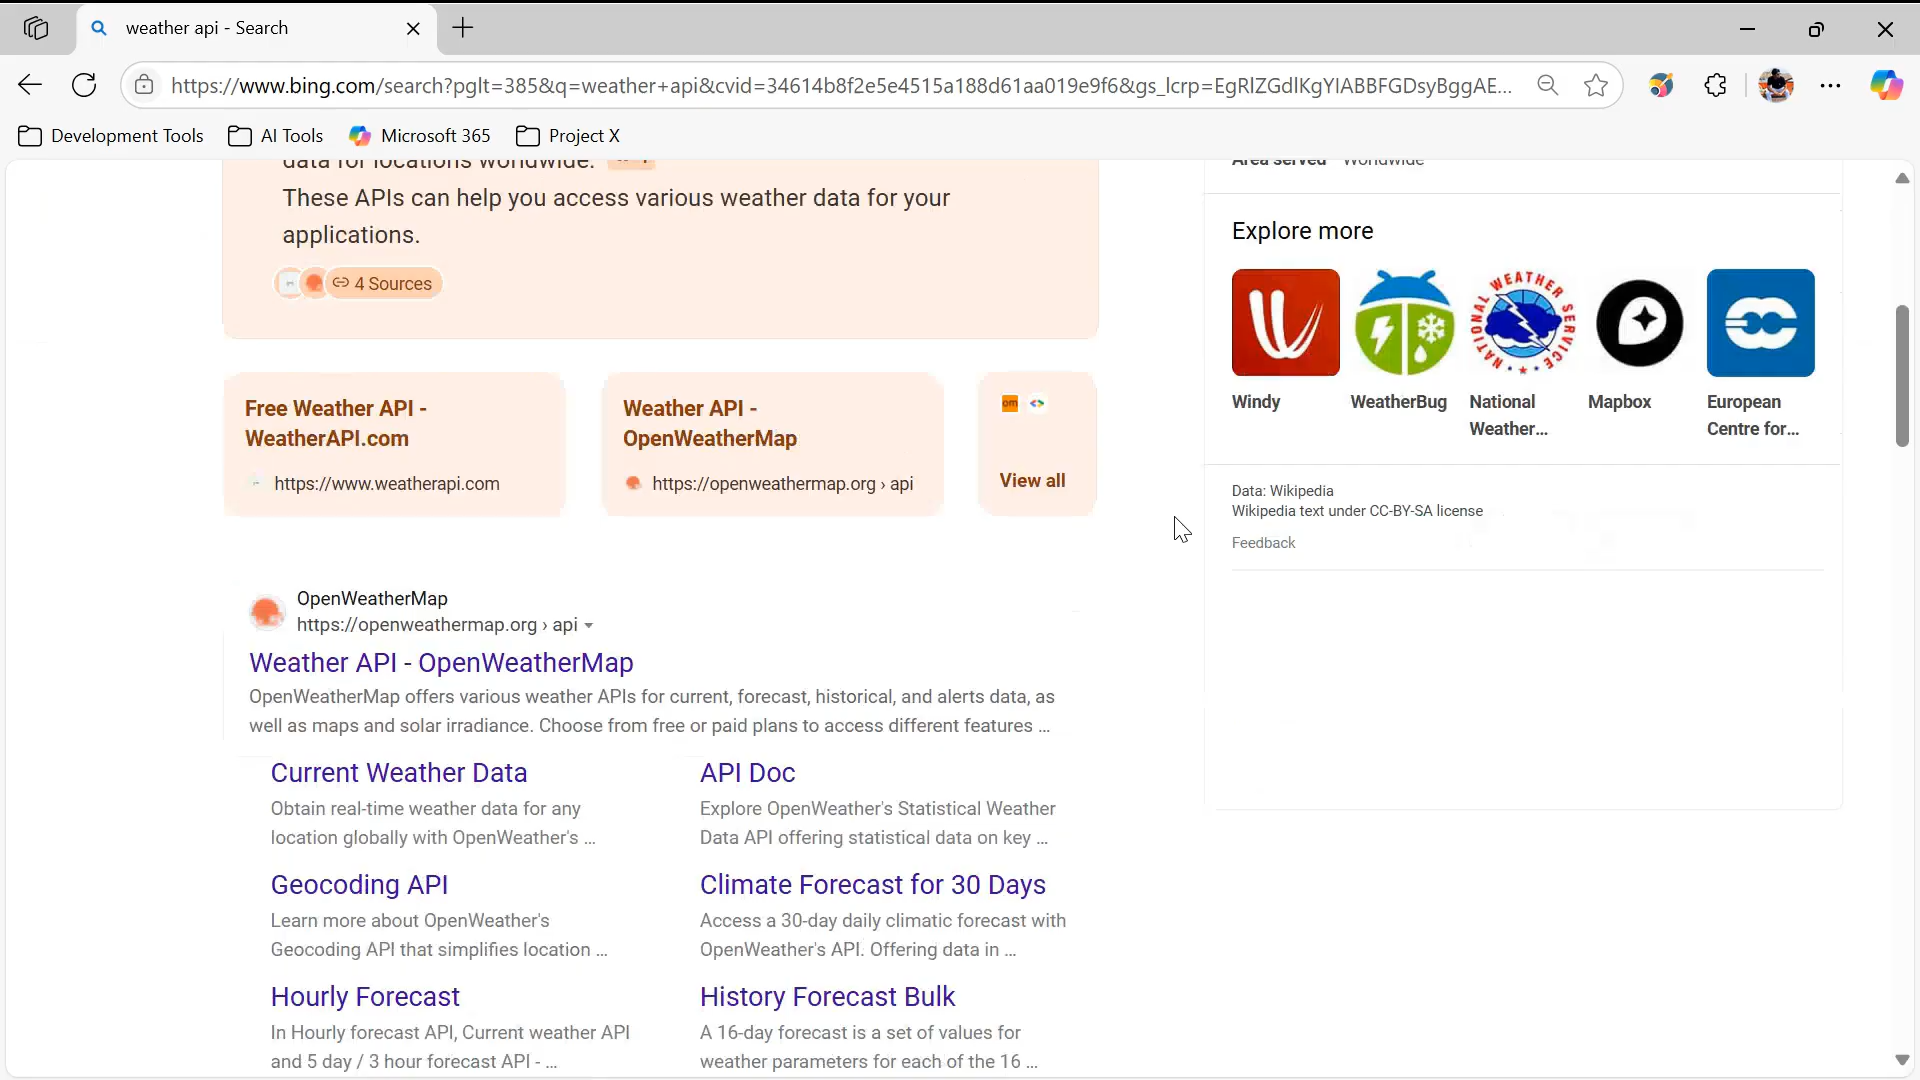 weather api - Search
https://www.bing.com/search?pglt=385&q=weather+api&cvid=34614b8f2e5e4515a188d61aa019e9f6&gs_lcrp=EgRlZGdlKgYIABBFGDsyBggAE...
Development Tools
AI Tools
Microsoft 365
Project X
data for locations worldwide.
These APIs can help you access various weather data for your
applications.
4 Sources
Free Weather API -
WeatherAPI.com
https://www.weatherapi.com
Weather API -
OpenWeatherMap
https://openweathermap.org › api
om
View all
OpenWeatherMap
https://openweathermap.org › api
Weather API - OpenWeatherMap
OpenWeatherMap offers various weather APIs for current, forecast, historical, and alerts data, as
well as maps and solar irradiance. Choose from free or paid plans to access different features ...
Current Weather Data
Obtain real-time weather data for any
location globally with OpenWeather's ...
API Doc
Explore OpenWeather's Statistical Weather
Data API offering statistical data on key ...
Geocoding API
Learn more about OpenWeather's
Geocoding API that simplifies location ...
Climate Forecast for 30 Days
Access a 30-day daily climatic forecast with
OpenWeather's API. Offering data in ...
Hourly Forecast
In Hourly forecast API, Current weather API
and 5 day / 3 hour forecast API - ...
History Forecast Bulk
A 16-day forecast is a set of values for
weather parameters for each of the 16 ...
Area served Worldwide
Explore more
NATIONAL WEATHER SERVICE
Windy
WeatherBug
National
Weather...
Mapbox
European
Centre for...
Data: Wikipedia
Wikipedia text under CC-BY-SA license
Feedback